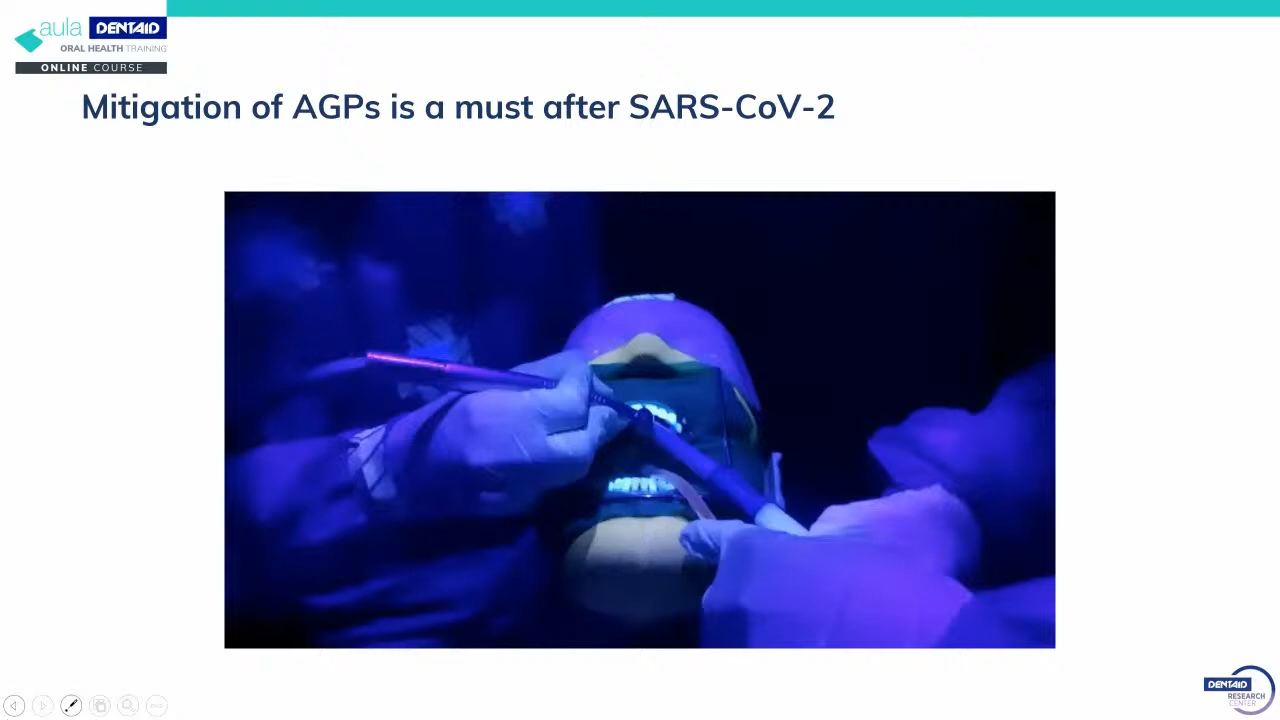 aula DENTAID
ORAL HEALTH TRAINING
ONLINE COURSE
Mitigation of AGPs is a must after SARS-CoV-2
DENTAID
RESEARCH
CENTER